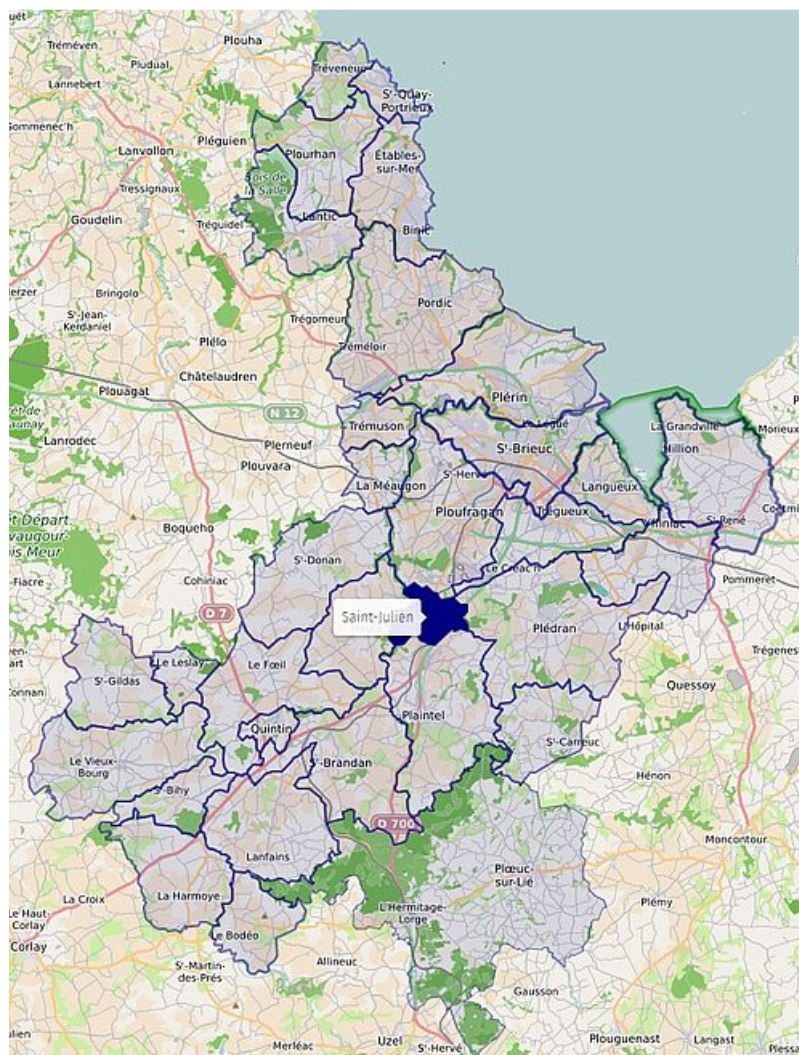 Tréméven
Plouha
Pludual
Lannebert
Tréveneuc
Sᵗ-Quay-
Portrieux
Gommenec'h
Pléguien
Lanvollon
Plourhan
Étables-
sur-Mer
Bois de
la Salle
Tressignaux
Goudelin
Tréguidel
Lantic
Binic
Bringolo
Pordic
Sᵗ-Jean-
Kerdaniel
Trégomeur
Plélo
Tréméloir
Châtelaudren
Plouagat
Plérin
N 12
Trémuson
Le Légué
La Grandville
Morieux
Lanrodec
Plerneuf
Sᵗ-Brieuc
Hillion
Plouvara
Sᵗ-Hervé
La Méaugon
Langueux
Ploufragan
Trégueux
Yffiniac
Sᵗ-René
Boqueho
Sᵗ-Donan
Le Créac'h
Cohiniac
Pommeret
D 7
Saint-Julien
Plédran
L'Hôpital
Le Leslay
Le Fœil
Sᵗ-Gildas
Quessoy
Plaintel
Quintin
Sᵗ-Carreuc
Le Vieux-
Bourg
Sᵗ-Brandan
Hénon
Sᵗ-Bihy
D 700
Moncontour
Lanfains
Plœuc-
sur-Lié
La Croix
La Harmoye
Plémy
Le Haut-
Corlay
L'Hermitage-
Lorge
Corlay
Le Bodéo
Allineuc
Sᵗ-Martin-
des-Prés
Gausson
Uzel
Merléac
Sᵗ-Hervé
Plouguenast
Langast